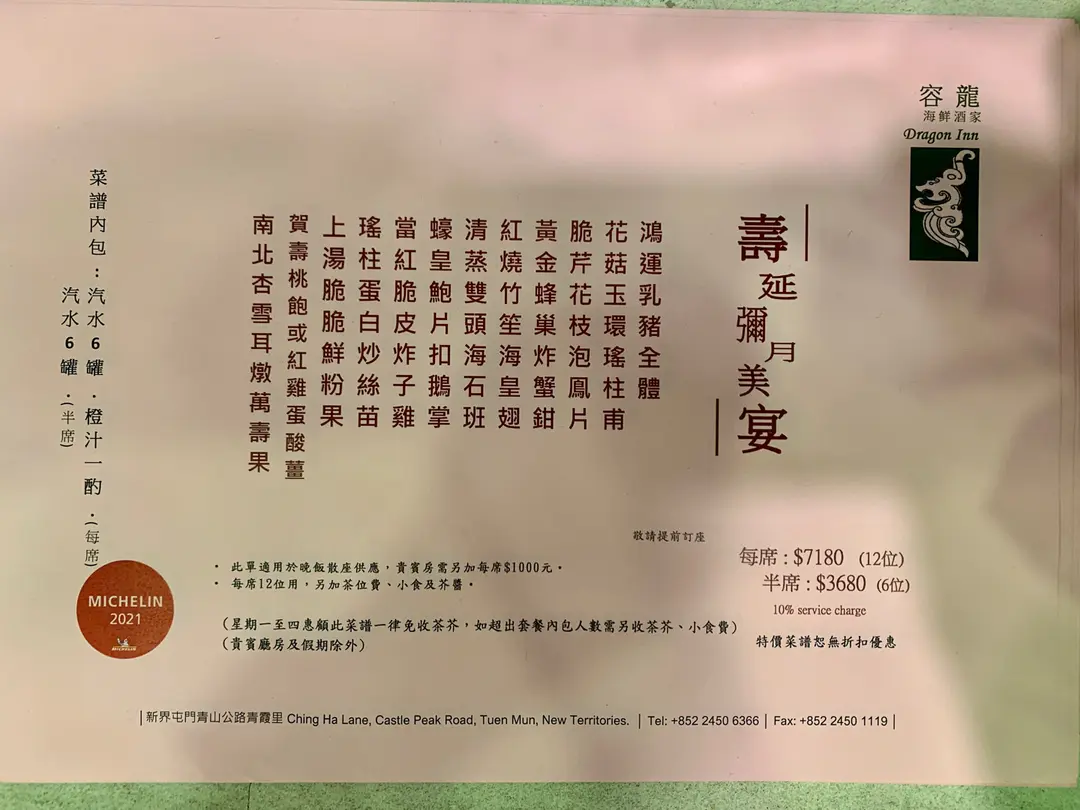 容龍
海鮮酒家
Dragon Inn
壽延彌月美宴
鴻運乳豬全體
花菇玉環瑤柱甫
脆芹花枝泡鳳片
黃金蜂巢炸蟹鉗
紅燒竹笙海皇翅
清蒸雙頭海石班
蠔皇鮑片扣鵝掌
當紅脆皮炸子雞
瑤柱蛋白炒絲苗
上湯脆脆鮮粉果
賀壽桃飽或紅雞蛋酸薑
南北杏雪耳燉萬壽果
菜譜內包：汽水6罐．橙汁一酌．(每席)
汽水6罐．(半席)
敬請提前訂座
每席：$7180 (12位)
半席：$3680 (6位)
10% service charge
特價菜譜恕無折扣優惠
• 此單適用於晚飯散座供應，貴賓房需另加每席$1000元。
• 每席12位用，另加茶位費、小食及芥醬。
(星期一至四惠顧此菜譜一律免收茶芥，如超出套餐內包人數需另收茶芥、小食費)
(貴賓廳房及假期除外)
MICHELIN
2021
MICHELIN
新界屯門青山公路青霞里 Ching Ha Lane, Castle Peak Road, Tuen Mun, New Territories. | Tel: +852 2450 6366 | Fax: +852 2450 1119 |